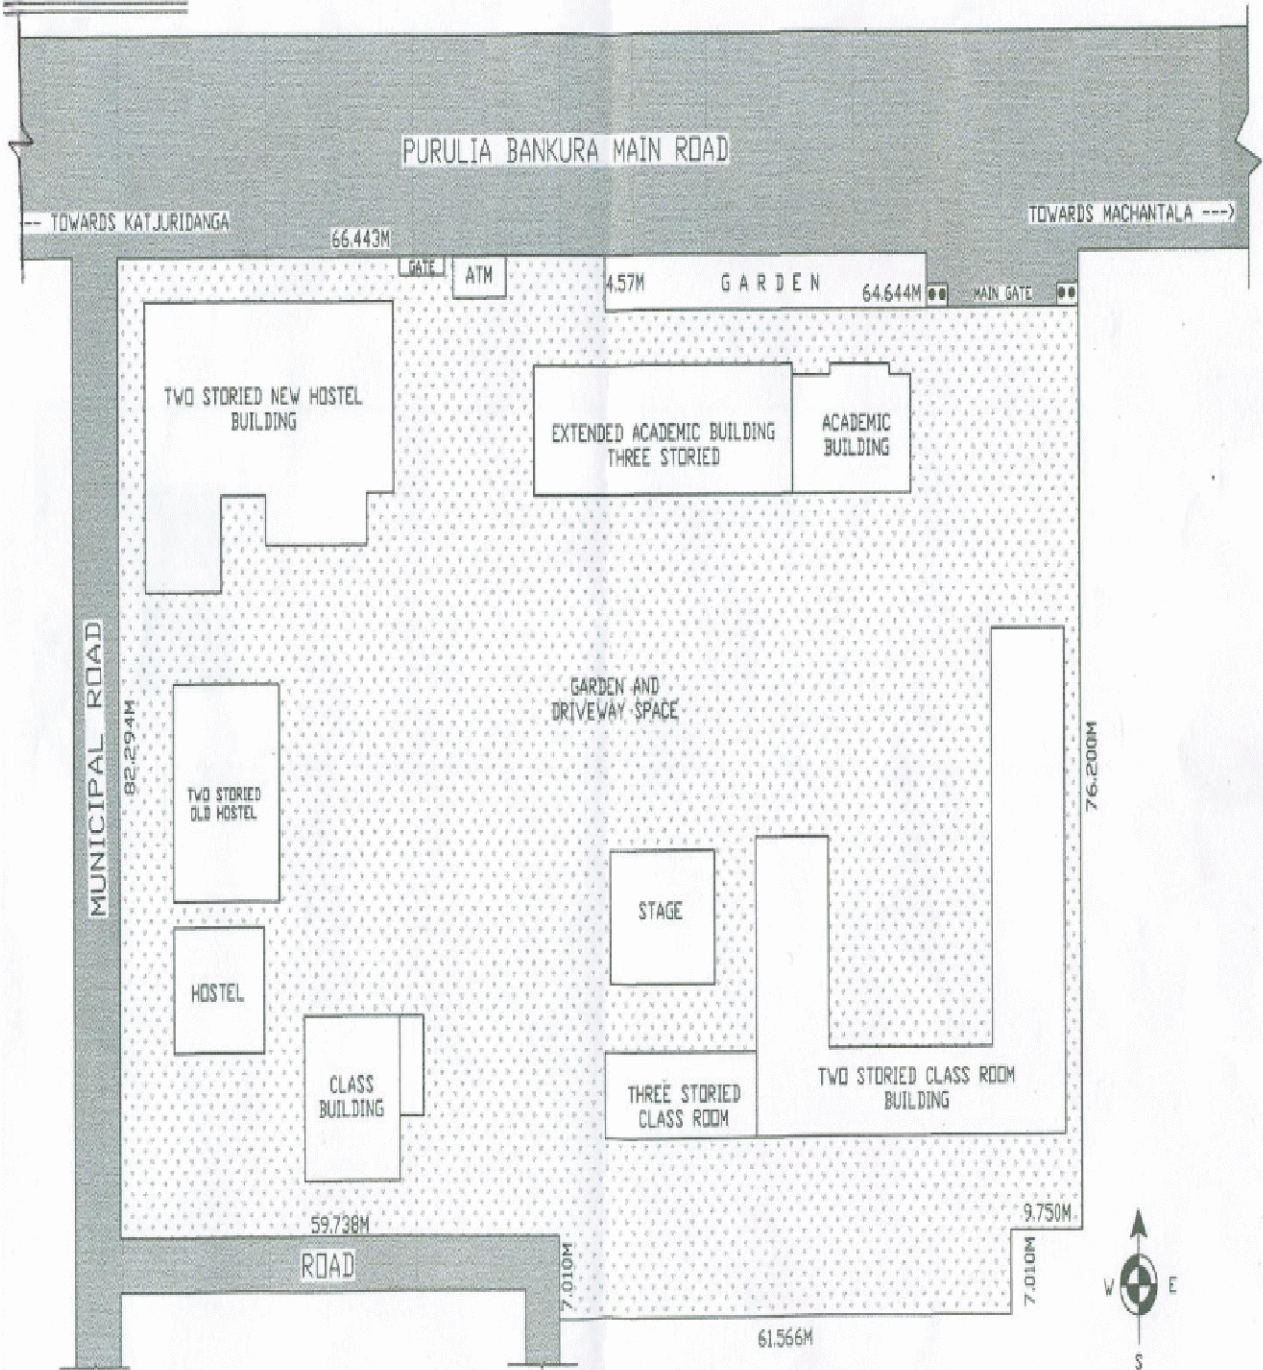 PURULIA BANKURA MAIN ROAD
-- TOWARDS KATJURIDANGA
TOWARDS MACHANTALA --->
66.443M
GATE
ATM
4.57M
GARDEN
64.644M
MAIN GATE
TWO STORIED NEW HOSTEL
BUILDING
EXTENDED ACADEMIC BUILDING
THREE STORIED
ACADEMIC
BUILDING
MUNICIPAL ROAD
82.294M
GARDEN AND
DRIVEWAY SPACE
76.200M
TWO STORIED
OLD HOSTEL
STAGE
HOSTEL
CLASS
BUILDING
THREE STORIED
CLASS ROOM
TWO STORIED CLASS ROOM
BUILDING
59.738M
ROAD
7.010M
9.750M
7.010M
61.566M
W
E
S